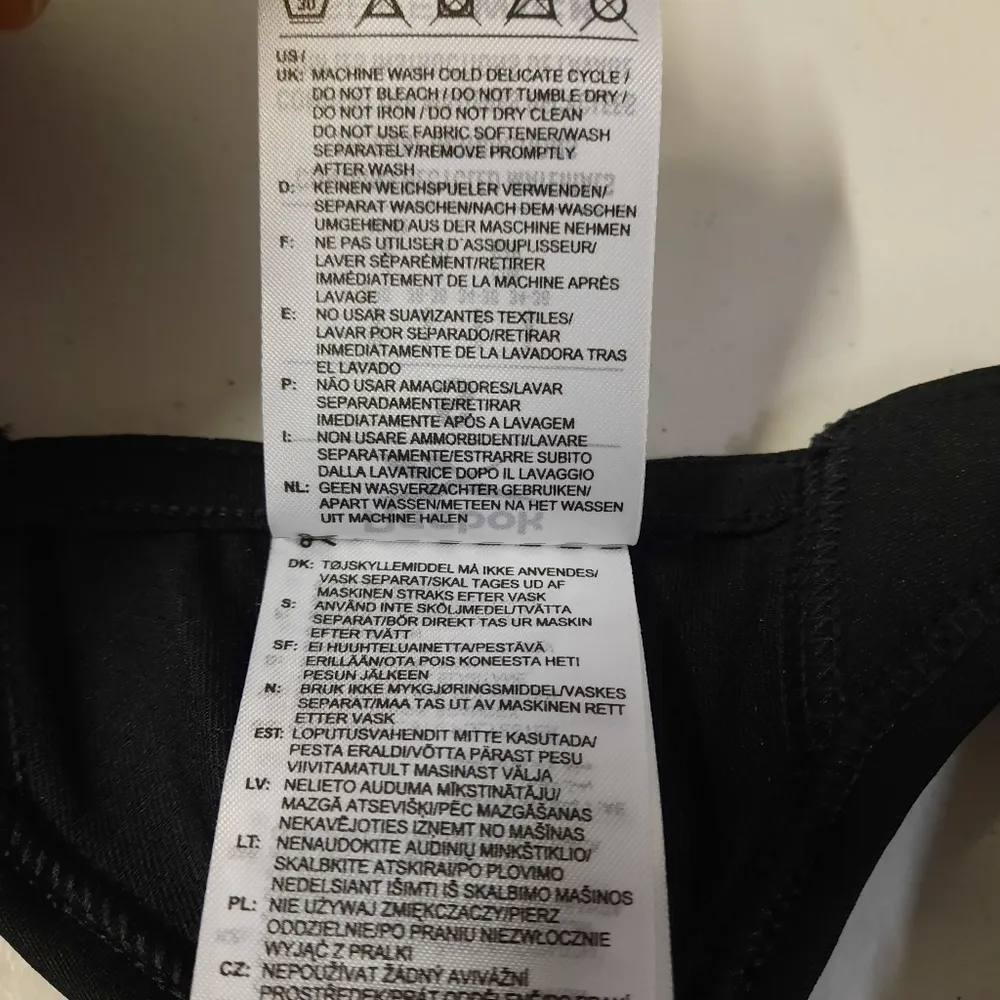 30
US/
UK: MACHINE WASH COLD DELICATE CYCLE /
DO NOT BLEACH / DO NOT TUMBLE DRY /
DO NOT IRON / DO NOT DRY CLEAN
DO NOT USE FABRIC SOFTENER/WASH
SEPARATELY/REMOVE PROMPTLY
AFTER WASH
D: KEINEN WEICHSPUELER VERWENDEN/
SEPARAT WASCHEN/NACH DEM WASCHEN
UMGEHEND AUS DER MASCHINE NEHMEN
F: NE PAS UTILISER D'ASSOUPLISSEUR/
LAVER SÉPARÉMENT/RETIRER
IMMÉDIATEMENT DE LA MACHINE APRÈS
LAVAGE
E: NO USAR SUAVIZANTES TEXTILES/
LAVAR POR SEPARADO/RETIRAR
INMEDIATAMENTE DE LA LAVADORA TRAS
EL LAVADO
P: NÃO USAR AMACIADORES/LAVAR
SEPARADAMENTE/RETIRAR
IMEDIATAMENTE APÓS A LAVAGEM
I: NON USARE AMMORBIDENTI/LAVARE
SEPARATAMENTE/ESTRARRE SUBITO
DALLA LAVATRICE DOPO IL LAVAGGIO
NL: GEEN WASVERZACHTER GEBRUIKEN/
APART WASSEN/METEEN NA HET WASSEN
UIT MACHINE HALEN
DK: TØJSKYLLEMIDDEL MÅ IKKE ANVENDES/
VASK SEPARAT/SKAL TAGES UD AF
MASKINEN STRAKS EFTER VASK
S: ANVÄND INTE SKÖLJMEDEL/TVÄTTA
SEPARAT/BÖR DIREKT TAS UR MASKIN
EFTER TVÄTT
SF: EI HUUHTELUAINETTA/PESTÄVÄ
ERILLÄÄN/OTA POIS KONEESTA HETI
PESUN JÄLKEEN
N: BRUK IKKE MYKGJØRINGSMIDDEL/VASKES
SEPARAT/MAA TAS UT AV MASKINEN RETT
ETTER VASK
EST: LOPUTUSVAHENDIT MITTE KASUTADA/
PESTA ERALDI/VÕTTA PÄRAST PESU
VIIVITAMATULT MASINAST VÄLJA
LV: NELIETO AUDUMA MĪKSTINĀTĀJU/
MAZGĀ ATSEVIŠĶI/PĒC MAZGĀŠANAS
NEKAVĒJOTIES IZŅEMT NO MAŠĪNAS
LT: NENAUDOKITE AUDINIŲ MINKŠTIKLIO/
SKALBKITE ATSKIRAI/PO PLOVIMO
NEDELSIANT IŠIMTI IŠ SKALBIMO MAŠINOS
PL: NIE UŻYWAJ ZMIĘKCZACZY/PIERZ
ODDZIELNIE/PO PRANIU NIEZWŁOCZNIE
WYJĄĆ Z PRALKI
CZ: NEPOUŽÍVAT ŽÁDNÝ AVIVÁŽNÍ
PROSTŘEDEK/PRÁT ODDĚLENĚ/PO PRANÍ